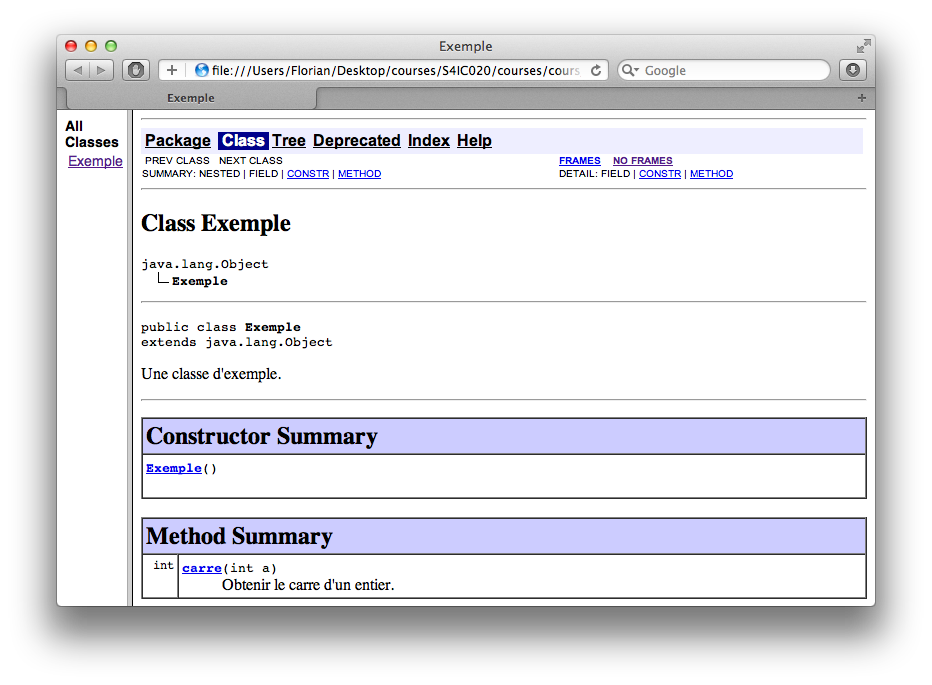 Exemple
file:///Users/Florian/Desktop/courses/S4IC020/courses/cours
Google
Exemple
All
Classes
Exemple
Package Class Tree Deprecated Index Help
PREV CLASS NEXT CLASS FRAMES NO FRAMES
SUMMARY: NESTED | FIELD | CONSTR | METHOD DETAIL: FIELD | CONSTR | METHOD
Class Exemple
java.lang.Object
Exemple
public class Exemple
extends java.lang.Object
Une classe d'exemple.
Constructor Summary
Exemple()
Method Summary
int carre(int a)
Obtenir le carre d'un entier.